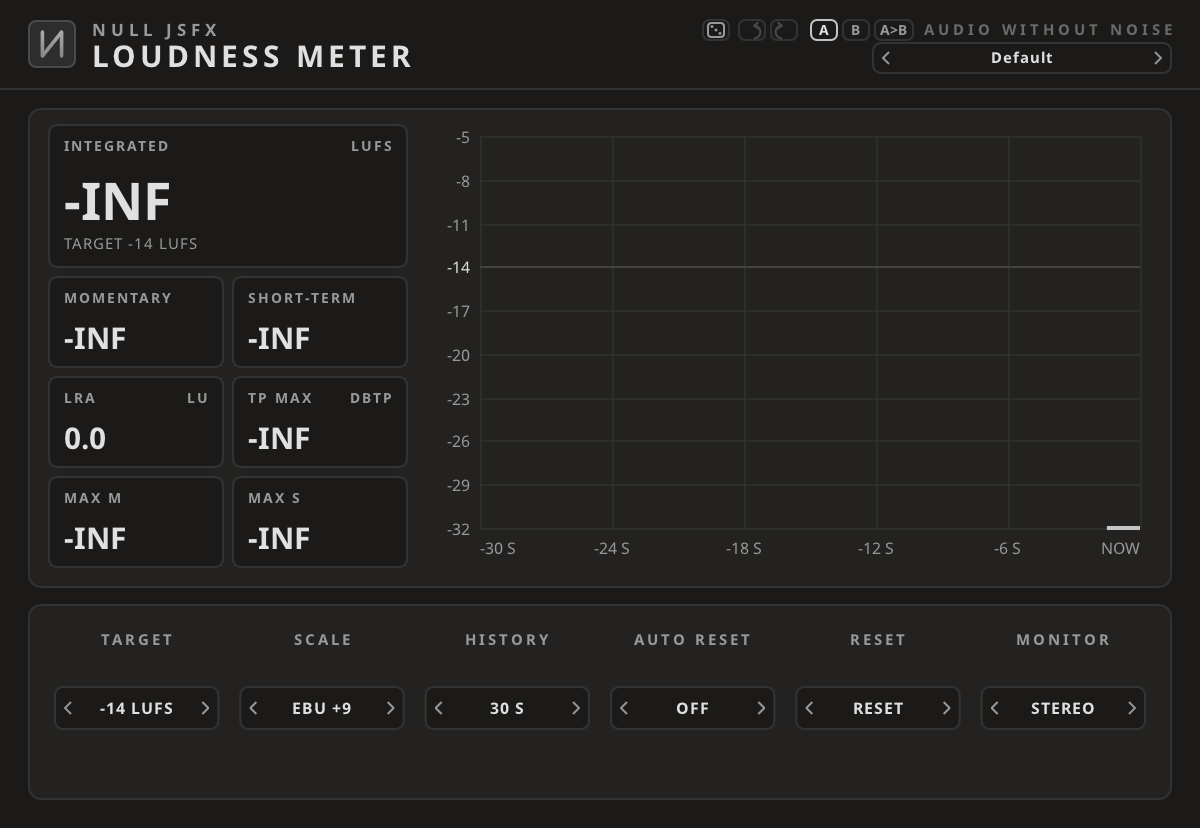 NULL JSFX
LOUDNESS METER
A B A>B AUDIO WITHOUT NOISE
Default
INTEGRATED LUFS
-INF
TARGET -14 LUFS
MOMENTARY SHORT-TERM
-INF -INF
LRA LU TP MAX DBTP
0.0 -INF
MAX M MAX S
-INF -INF
-5
-8
-11
-14
-17
-20
-23
-26
-29
-32
-30 S -24 S -18 S -12 S -6 S NOW
TARGET SCALE HISTORY AUTO RESET RESET MONITOR
-14 LUFS EBU +9 30 S OFF RESET STEREO